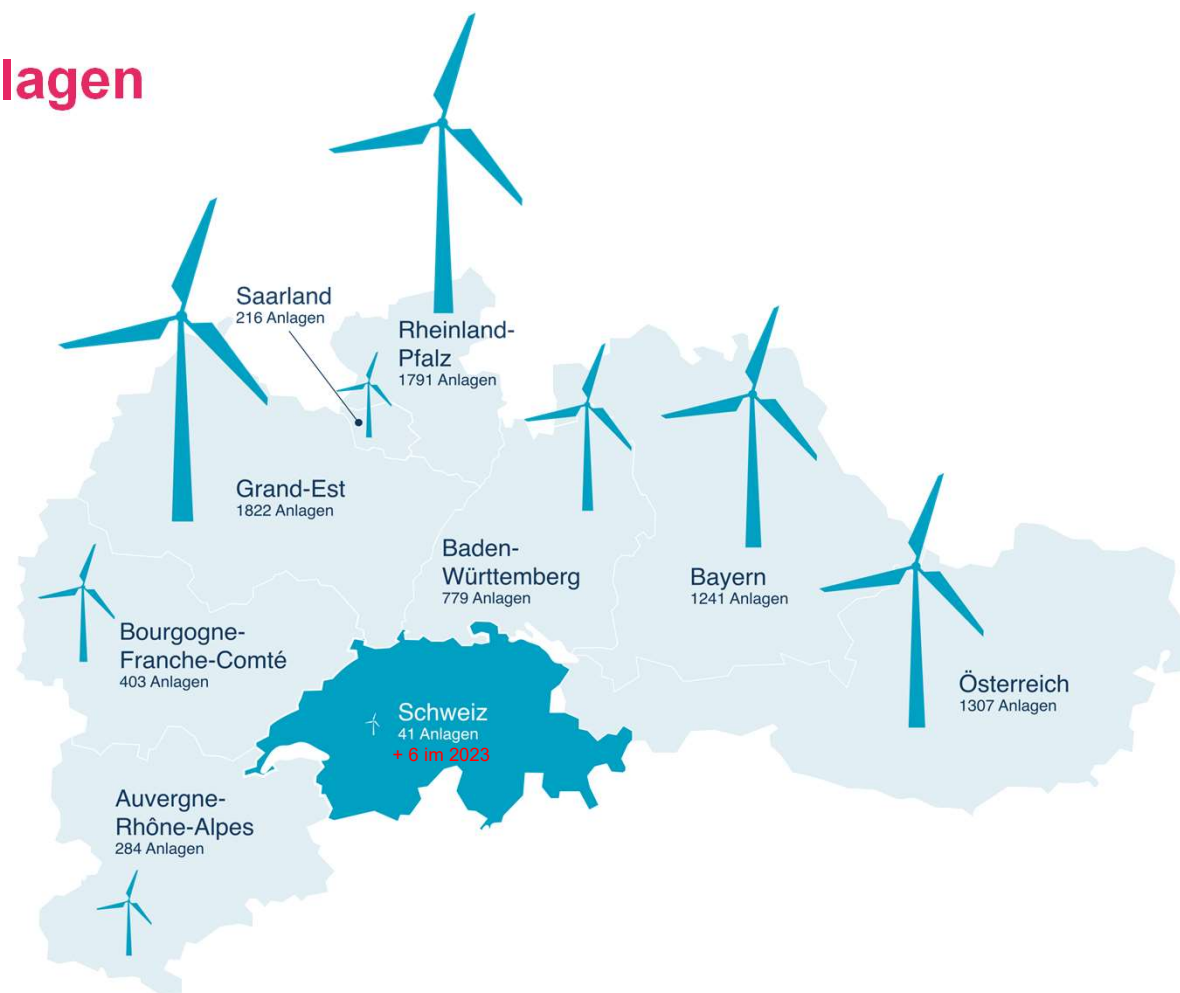 lagen
Saarland
216 Anlagen
Rheinland-
Pfalz
1791 Anlagen
Grand-Est
1822 Anlagen
Baden-
Württemberg
779 Anlagen
Bayern
1241 Anlagen
Bourgogne-
Franche-Comté
403 Anlagen
Österreich
1307 Anlagen
Schweiz
41 Anlagen
+ 6 im 2023
Auvergne-
Rhône-Alpes
284 Anlagen